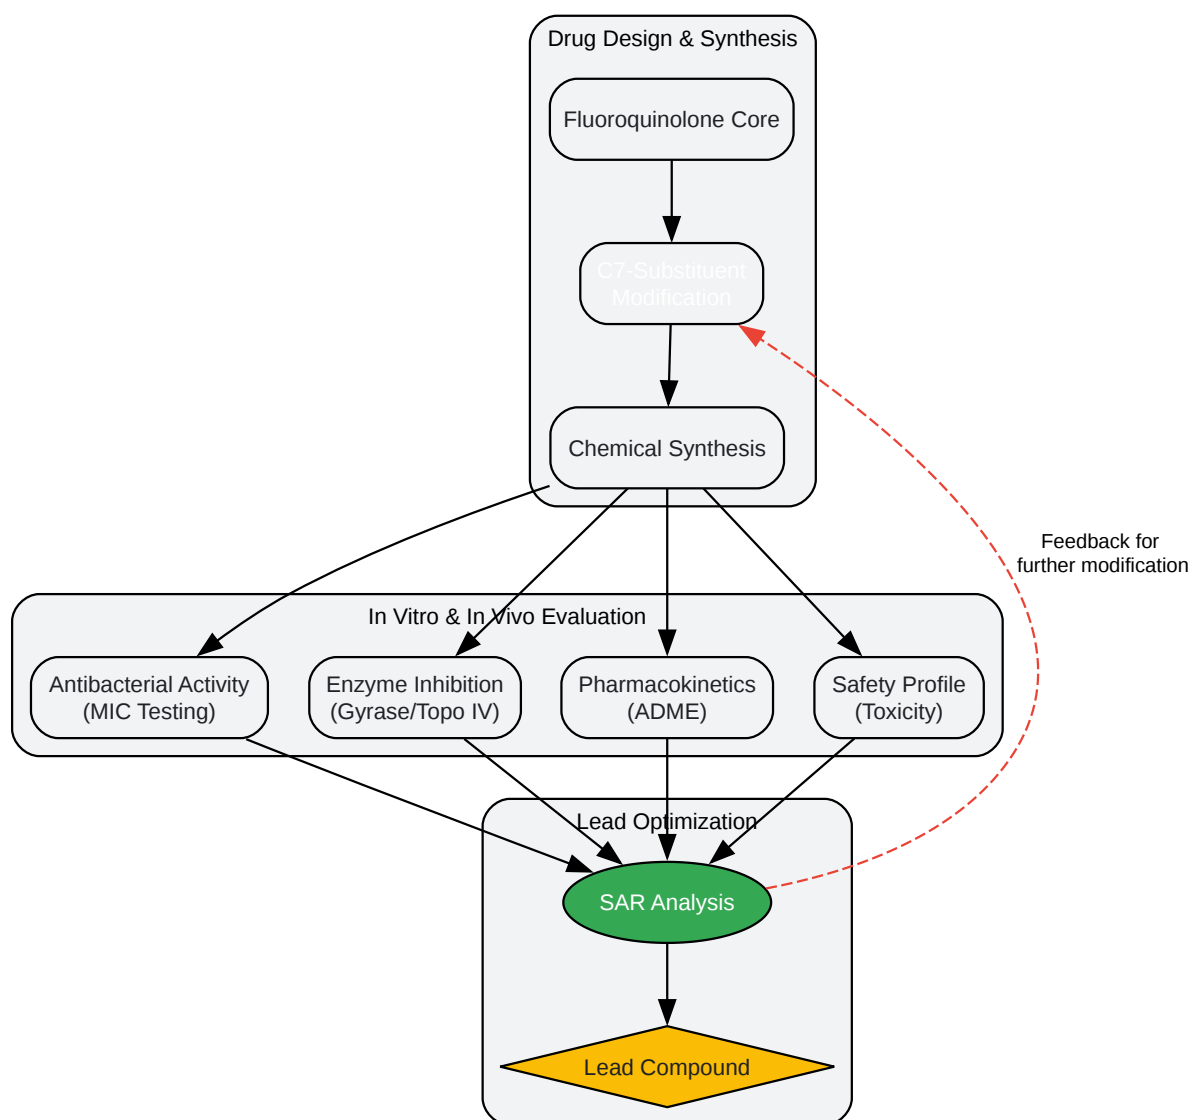 Drug Design & Synthesis
Fluoroquinolone Core
C7-Substituent
Modification
Chemical Synthesis
Feedback for
further modification
In Vitro & In Vivo Evaluation
Antibacterial Activity
(MIC Testing)
Enzyme Inhibition
(Gyrase/Topo IV)
Pharmacokinetics
(ADME)
Safety Profile
(Toxicity)
Lead Optimization
SAR Analysis
Lead Compound